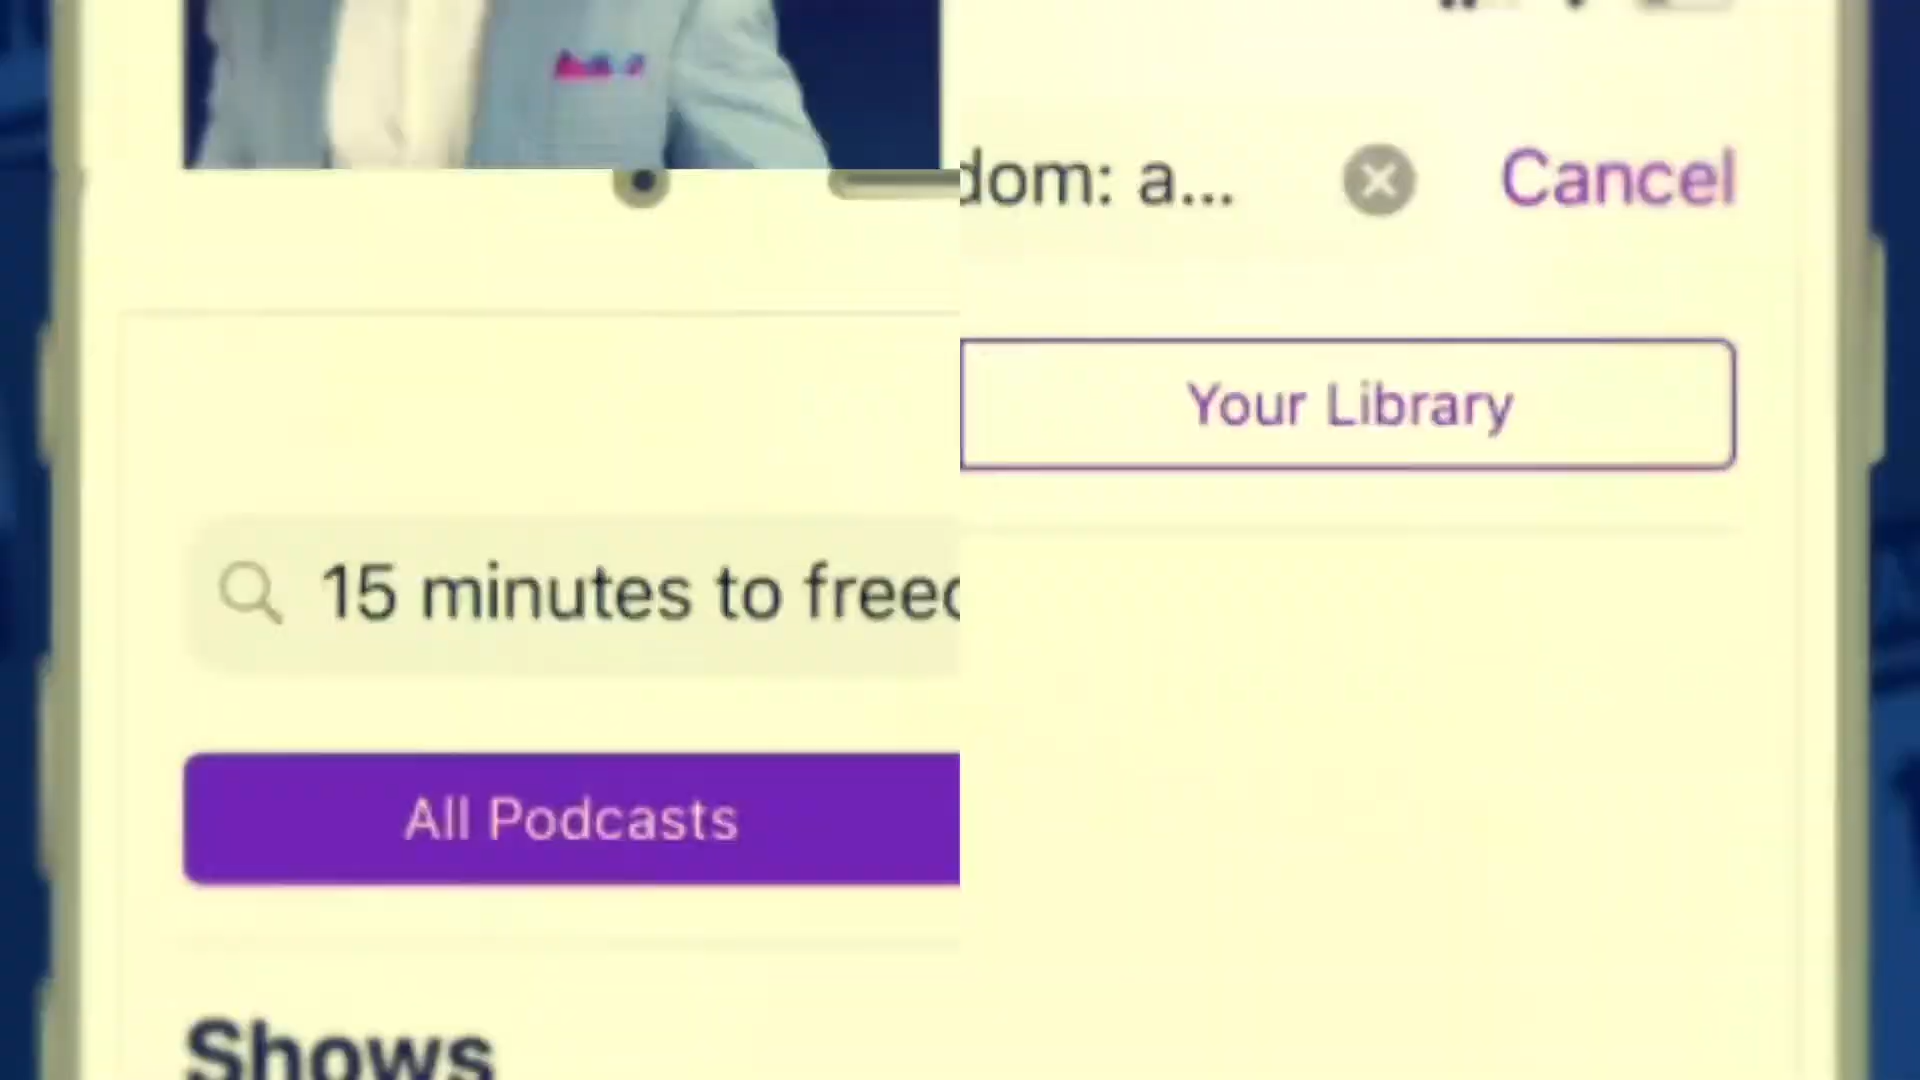 dom: a... Cancel
Your Library
15 minutes to freed
All Podcasts
Shows